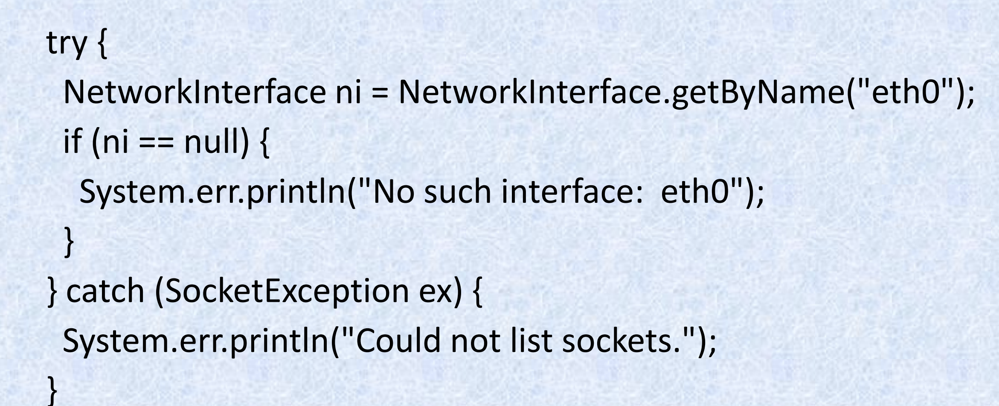 try {
NetworkInterface ni = NetworkInterface.getByName("eth0");
if (ni == null) {
System.err.println("No such interface:  eth0");
}
} catch (SocketException ex) {
System.err.println("Could not list sockets.");
}